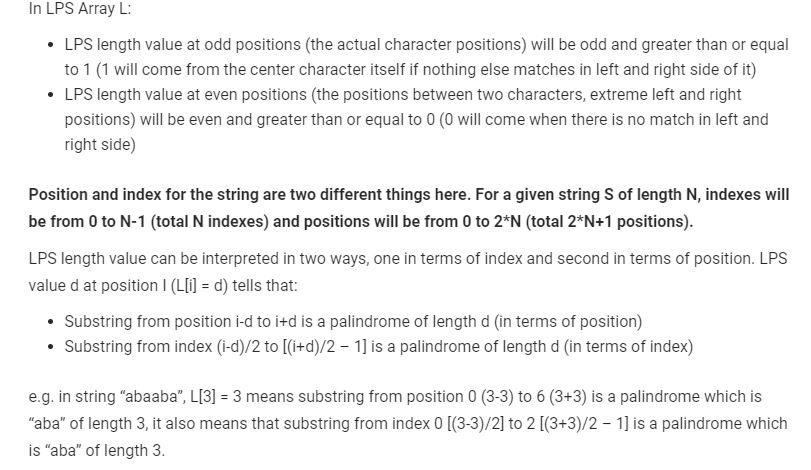 In LPS Array L:
• LPS length value at odd positions (the actual character positions) will be odd and greater than or equal
to 1 (1 will come from the center character itself if nothing else matches in left and right side of it)
• LPS length value at even positions (the positions between two characters, extreme left and right
positions) will be even and greater than or equal to 0 (0 will come when there is no match in left and
right side)
Position and index for the string are two different things here. For a given string S of length N, indexes will
be from 0 to N-1 (total N indexes) and positions will be from 0 to 2*N (total 2*N+1 positions).
LPS length value can be interpreted in two ways, one in terms of index and second in terms of position. LPS
value d at position I (L[i] = d) tells that:
• Substring from position i-d to i+d is a palindrome of length d (in terms of position)
• Substring from index (i-d)/2 to [(i+d)/2 – 1] is a palindrome of length d (in terms of index)
e.g. in string “abaaba”, L[3] = 3 means substring from position 0 (3-3) to 6 (3+3) is a palindrome which is
“aba” of length 3, it also means that substring from index 0 [(3-3)/2] to 2 [(3+3)/2 – 1] is a palindrome which
is “aba” of length 3.